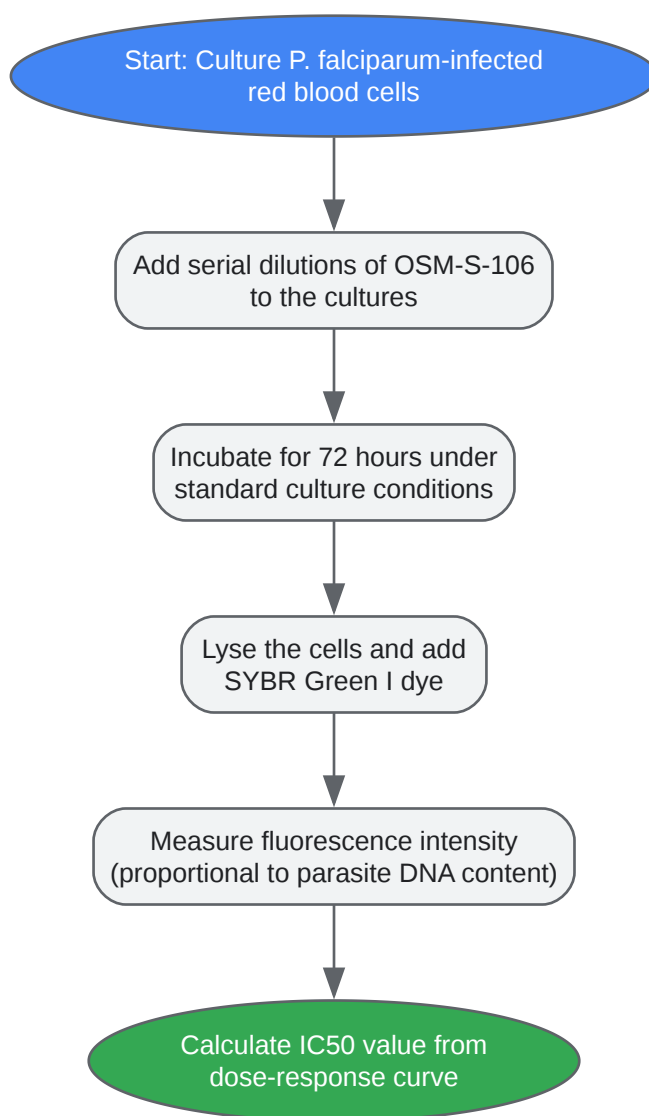 Start: Culture P. falciparum-infected
red blood cells
Add serial dilutions of OSM-S-106
to the cultures
Incubate for 72 hours under
standard culture conditions
Lyse the cells and add
SYBR Green I dye
Measure fluorescence intensity
(proportional to parasite DNA content)
Calculate IC50 value from
dose-response curve